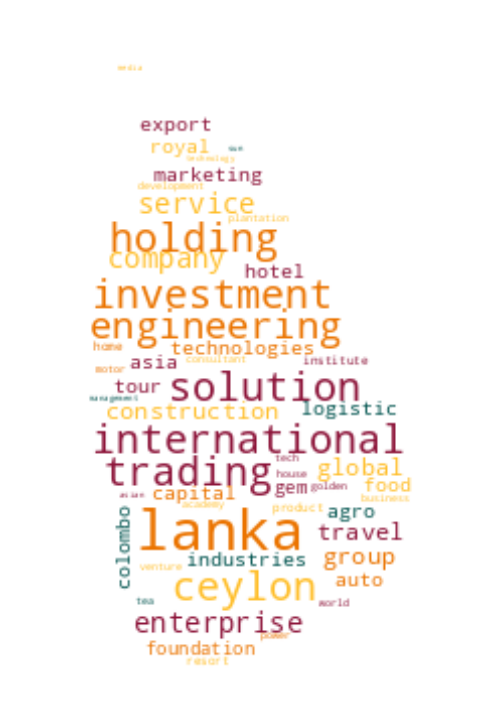 media
export
royal sun
technology
marketing
development
service
plantation
holding
company
hotel
investment
engineering
home technologies
asia consultant institute
motor
tour solution
management
construction logistic
international
trading tech
global
house
gem golden food
asian capital business
academy product agro
colombo lanka travel
industries group
venture
ceylon auto
tea world
enterprise
power
foundation
resort